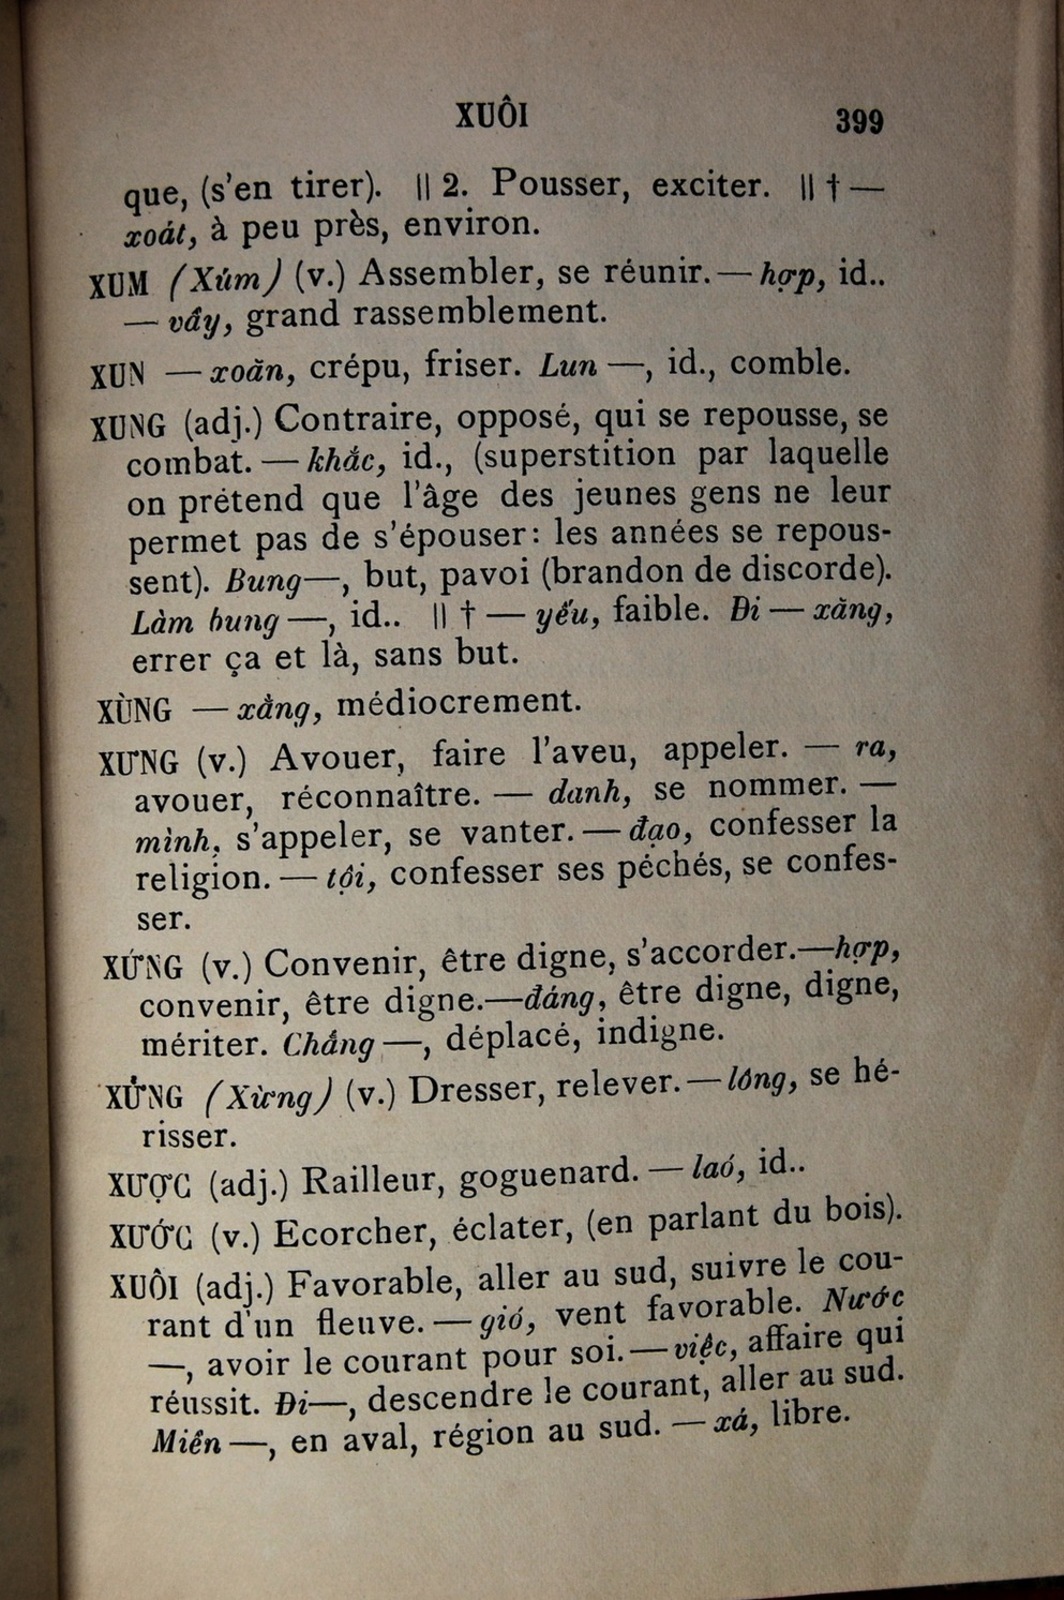 XUÔI
399
que, (s'en tirer). || 2. Pousser, exciter. || † —
xoát, à peu près, environ.
XUM (Xúm) (v.) Assembler, se réunir. — hợp, id..
— vầy, grand rassemblement.
XUN — xoăn, crépu, friser. Lun —, id., comble.
XUNG (adj.) Contraire, opposé, qui se repousse, se
combat. — khắc, id., (superstition par laquelle
on prétend que l'âge des jeunes gens ne leur
permet pas de s'épouser: les années se repous-
sent). Bung—, but, pavoi (brandon de discorde).
Làm bung —, id.. || † — yếu, faible. Đi — xăng,
errer ça et là, sans but.
XÙNG — xằng, médiocrement.
XƯNG (v.) Avouer, faire l'aveu, appeler. — ra,
avouer, réconnaître. — danh, se nommer. —
mình, s'appeler, se vanter. — đạo, confesser la
religion. — tội, confesser ses péchés, se confes-
ser.
XỨNG (v.) Convenir, être digne, s'accorder.—hợp,
convenir, être digne.—đáng, être digne, digne,
mériter. Chẳng —, déplacé, indigne.
XỬNG (Xừng) (v.) Dresser, relever. — lông, se hé-
risser.
XƯỢC (adj.) Railleur, goguenard. — laó, id..
XƯỚC (v.) Ecorcher, éclater, (en parlant du bois).
XUÔI (adj.) Favorable, aller au sud, suivre le cou-
rant d'un fleuve. — gió, vent favorable. Nước
—, avoir le courant pour soi. — việc, affaire qui
réussit. Đi—, descendre le courant, aller au sud.
Miền —, en aval, région au sud. — xá, libre.